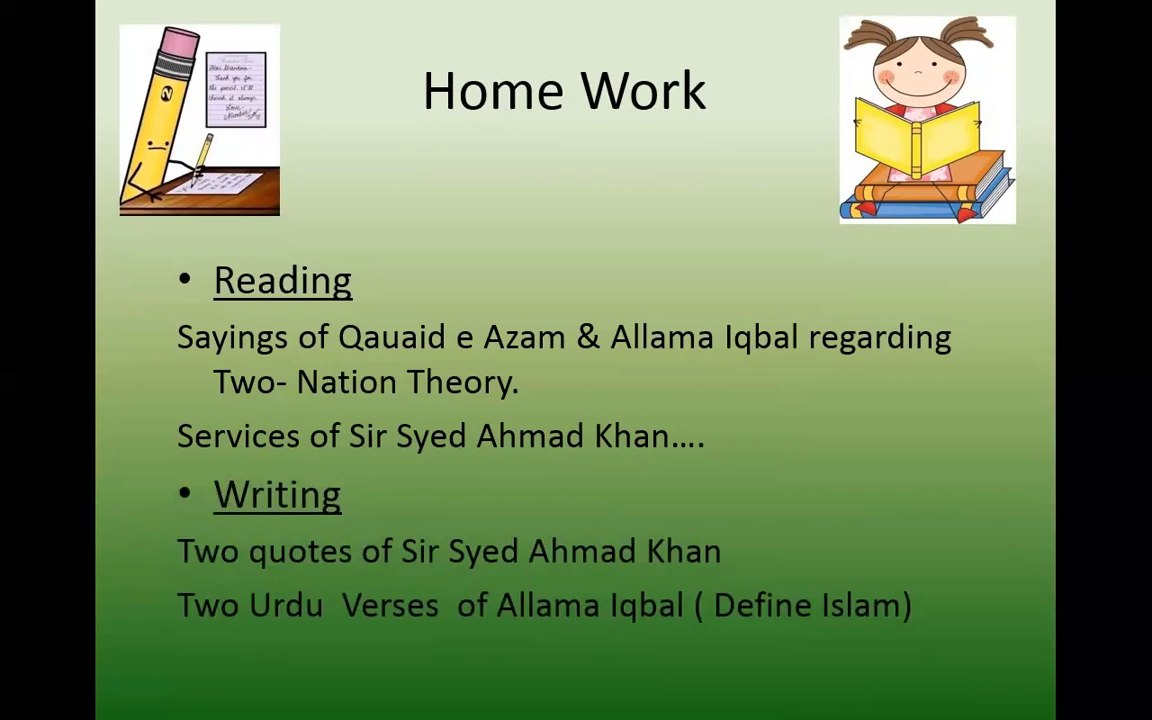 Home Work
• Reading
Sayings of Qauaid e Azam & Allama Iqbal regarding
Two- Nation Theory.
Services of Sir Syed Ahmad Khan....
• Writing
Two quotes of Sir Syed Ahmad Khan
Two Urdu Verses of Allama Iqbal ( Define Islam)